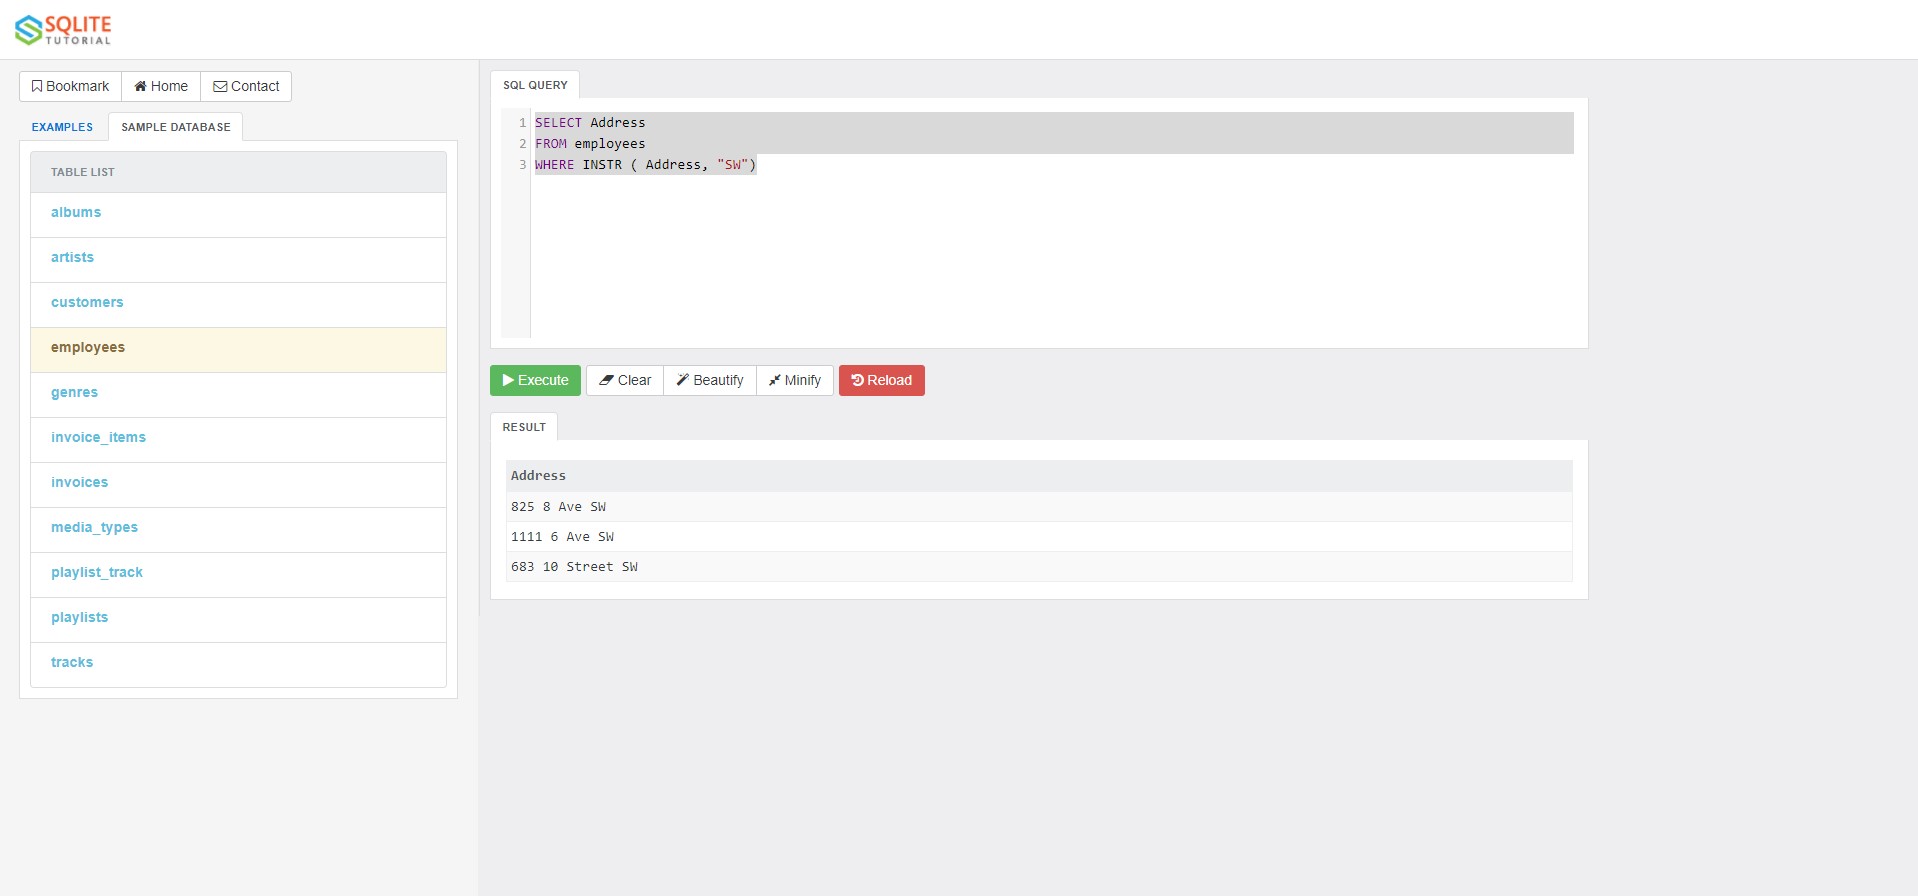 SQLITE
TUTORIAL
Bookmark Home Contact
EXAMPLES SAMPLE DATABASE
TABLE LIST
albums
artists
customers
employees
genres
invoice_items
invoices
media_types
playlist_track
playlists
tracks
SQL QUERY
1 SELECT Address
2 FROM employees
3 WHERE INSTR ( Address, "SW")
Execute Clear Beautify Minify Reload
RESULT
Address
825 8 Ave SW
1111 6 Ave SW
683 10 Street SW